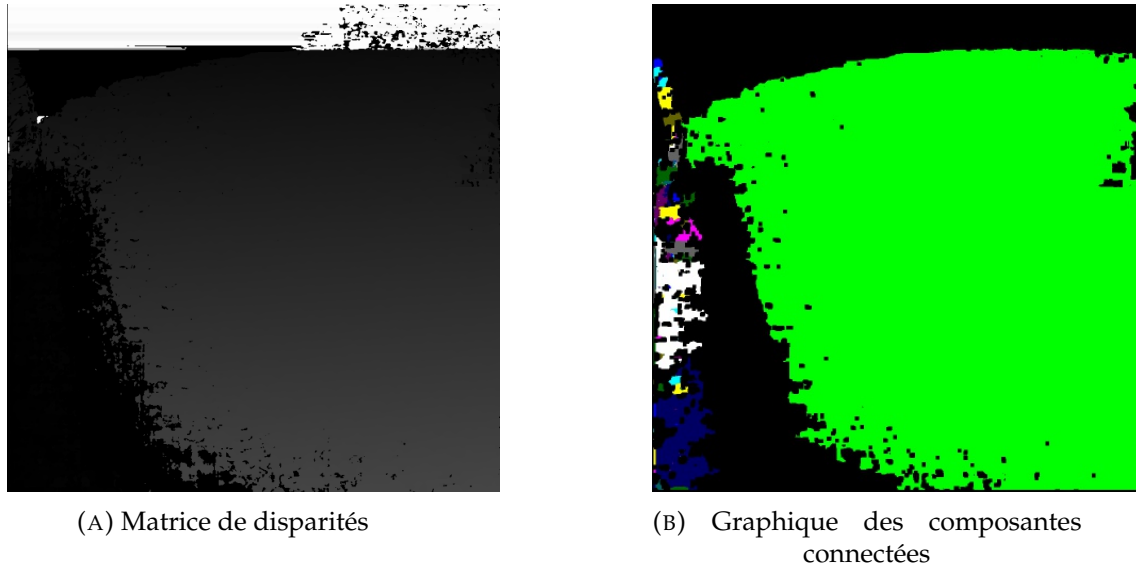 (A) Matrice de disparités
(B) Graphique des composantes
connectées